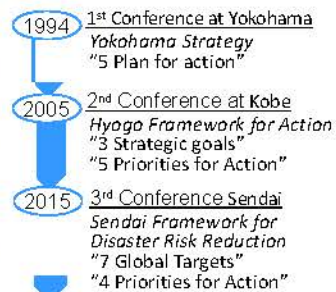 1994 1st Conference at Yokohama
Yokohama Strategy
"5 Plan for action"
2005 2nd Conference at Kobe
Hyogo Framework for Action
"3 Strategic goals"
"5 Priorities for Action"
2015 3rd Conference Sendai
Sendai Framework for
Disaster Risk Reduction
"7 Global Targets"
"4 Priorities for Action"